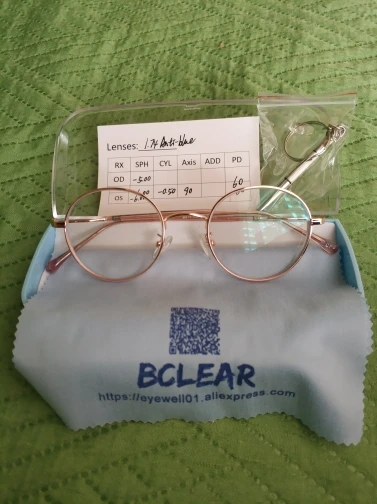 Lenses: 1.74 Anti-blue
RX SPH CYL Axis ADD PD
OD -5.00 60
OS -6.00 -0.50 90
BCLEAR
https://eyewell01.aliexpress.com